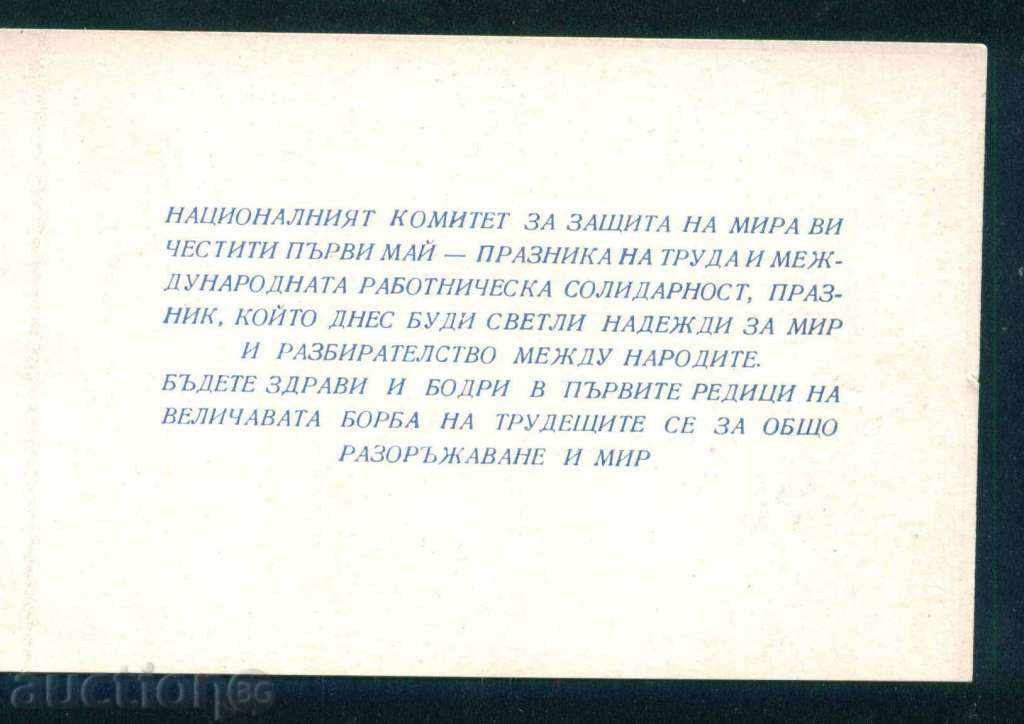 НАЦИОНАЛНИЯТ КОМИТЕТ ЗА ЗАЩИТА НА МИРА ВИ
ЧЕСТИТИ ПЪРВИ МАЙ — ПРАЗНИКА НА ТРУДА И МЕЖ-
ДУНАРОДНАТА РАБОТНИЧЕСКА СОЛИДАРНОСТ, ПРАЗ-
НИК, КОЙТО ДНЕС БУДИ СВЕТЛИ НАДЕЖДИ ЗА МИР
И РАЗБИРАТЕЛСТВО МЕЖДУ НАРОДИТЕ.
БЪДЕТЕ ЗДРАВИ И БОДРИ В ПЪРВИТЕ РЕДИЦИ НА
ВЕЛИЧАВАТА БОРБА НА ТРУДЕЩИТЕ СЕ ЗА ОБЩО
РАЗОРЪЖАВАНЕ И МИР
auctionBG